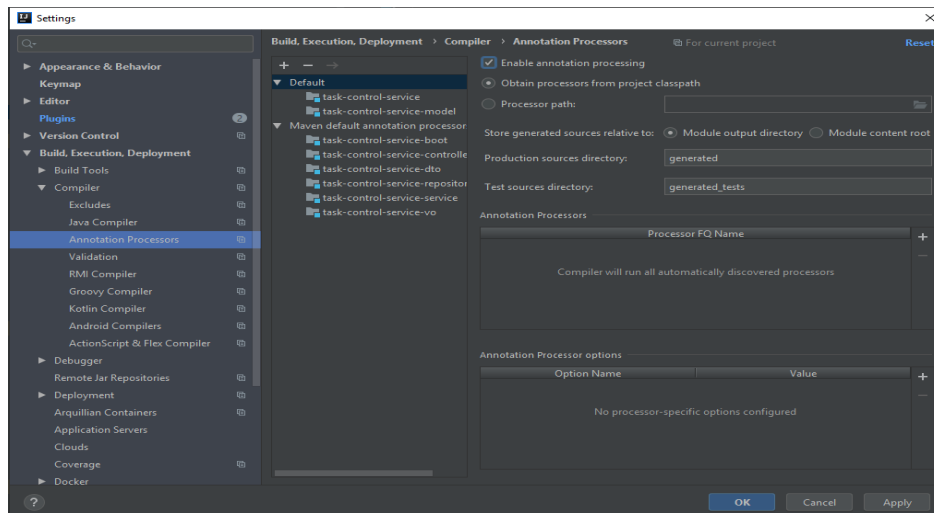 Settings
Appearance & Behavior
Keymap
Editor
Plugins 2
Version Control
Build, Execution, Deployment
Build Tools
Compiler
Excludes
Java Compiler
Annotation Processors
Validation
RMI Compiler
Groovy Compiler
Kotlin Compiler
Android Compilers
ActionScript & Flex Compiler
Debugger
Remote Jar Repositories
Deployment
Arquillian Containers
Application Servers
Clouds
Coverage
Docker
?
Build, Execution, Deployment › Compiler › Annotation Processors For current project Reset
Default
task-control-service
task-control-service-model
Maven default annotation processor
task-control-service-boot
task-control-service-controlle
task-control-service-dto
task-control-service-repositor
task-control-service-service
task-control-service-vo
Enable annotation processing
Obtain processors from project classpath
Processor path:
Store generated sources relative to: Module output directory Module content root
Production sources directory: generated
Test sources directory: generated_tests
Annotation Processors
Processor FQ Name
Compiler will run all automatically discovered processors
Annotation Processor options
Option Name Value
No processor-specific options configured
OK Cancel Apply